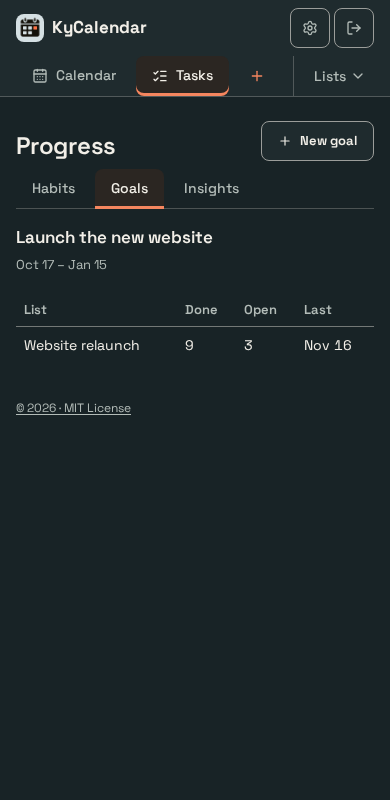 KyCalendar
Calendar
Tasks
Lists
Progress
New goal
Habits
Goals
Insights
Launch the new website
Oct 17 – Jan 15
List Done Open Last
Website relaunch 9 3 Nov 16
© 2026 · MIT License